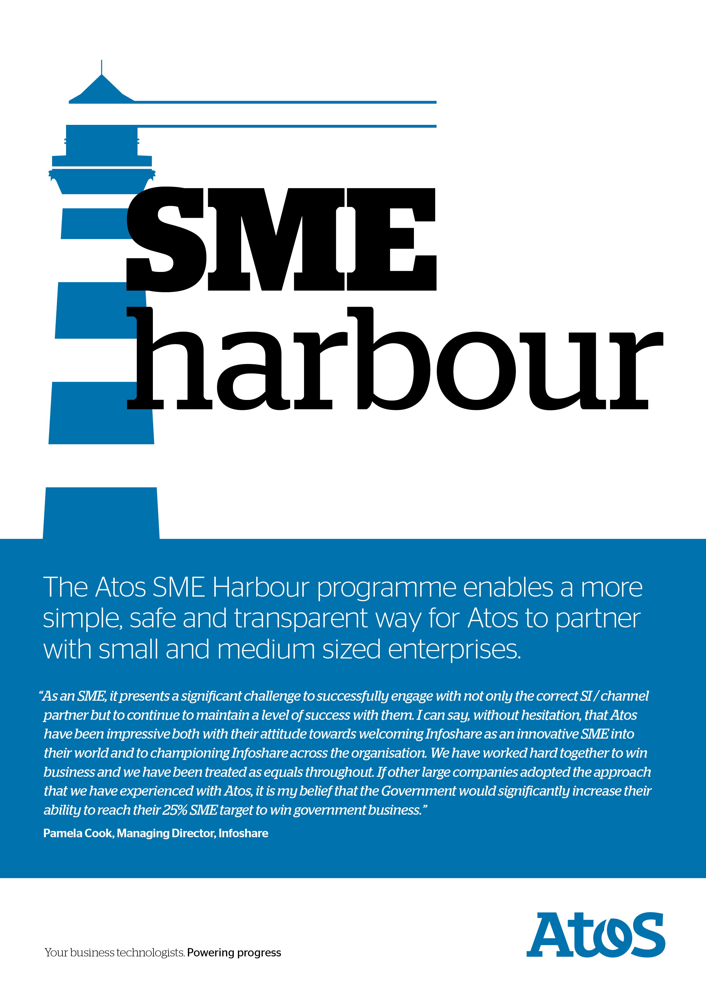 SME
harbour
The Atos SME Harbour programme enables a more
simple, safe and transparent way for Atos to partner
with small and medium sized enterprises.
“As an SME, it presents a significant challenge to successfully engage with not only the correct SI / channel
partner but to continue to maintain a level of success with them. I can say, without hesitation, that Atos
have been impressive both with their attitude towards welcoming Infoshare as an innovative SME into
their world and to championing Infoshare across the organisation. We have worked hard together to win
business and we have been treated as equals throughout. If other large companies adopted the approach
that we have experienced with Atos, it is my belief that the Government would significantly increase their
ability to reach their 25% SME target to win government business.”
Pamela Cook, Managing Director, Infoshare
Your business technologists. Powering progress
Atos